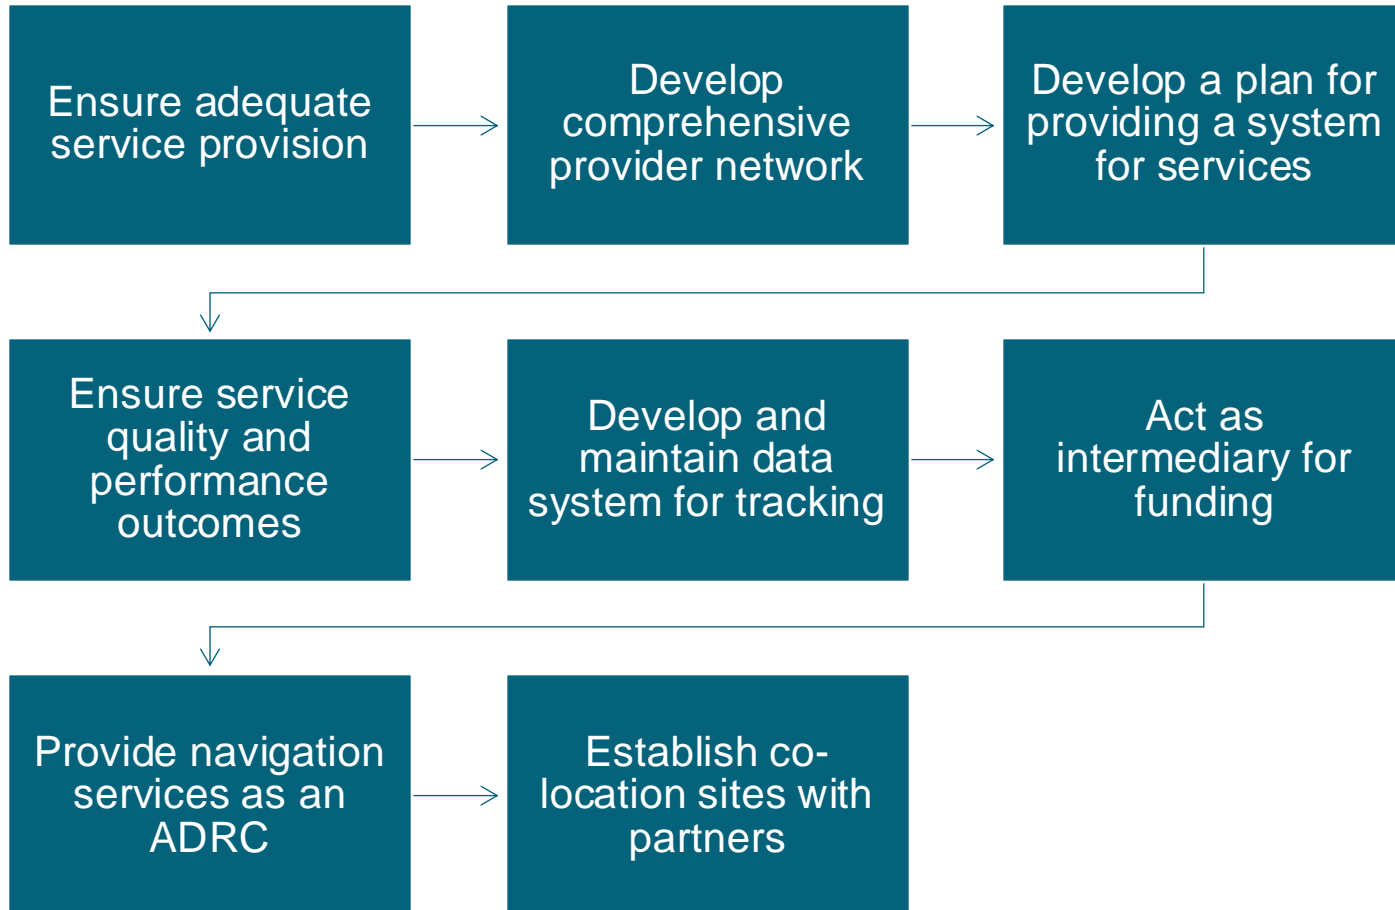 Ensure adequate
service provision
Develop
comprehensive
provider network
Develop a plan for
providing a system
for services
Ensure service
quality and
performance
outcomes
Develop and
maintain data
system for tracking
Act as
intermediary for
funding
Provide navigation
services as an
ADRC
Establish co-
location sites with
partners